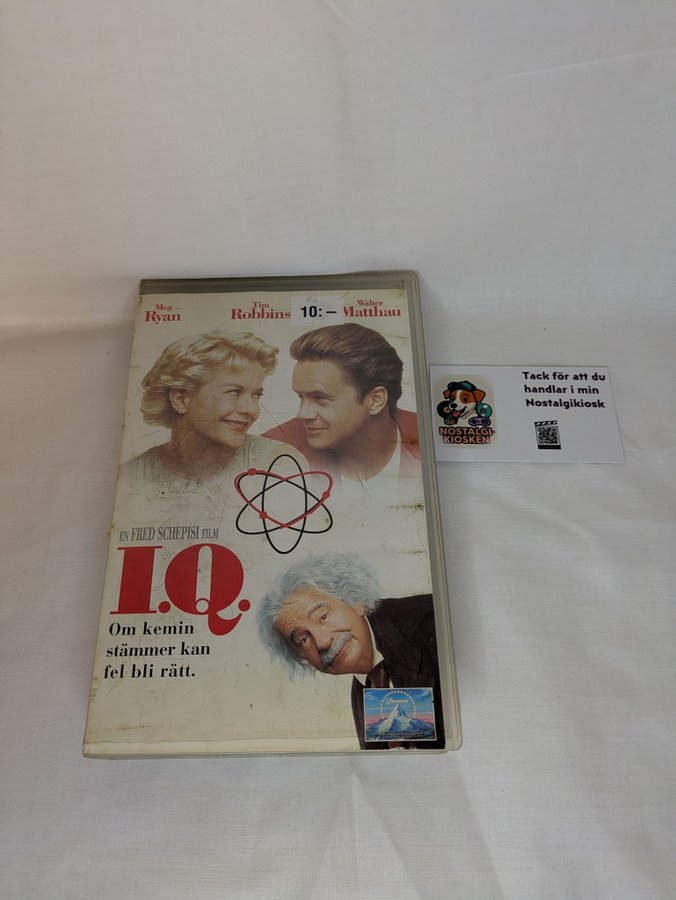 Meg
Ryan
Tim
Robbins
10:–
Walter
Matthau
EN FRED SCHEPISI FILM
I.Q.
Om kemin
stämmer kan
fel bli rätt.
Paramount
Tack för att du
handlar i min
Nostalgikiosk
NOSTALGI-
KIOSKEN